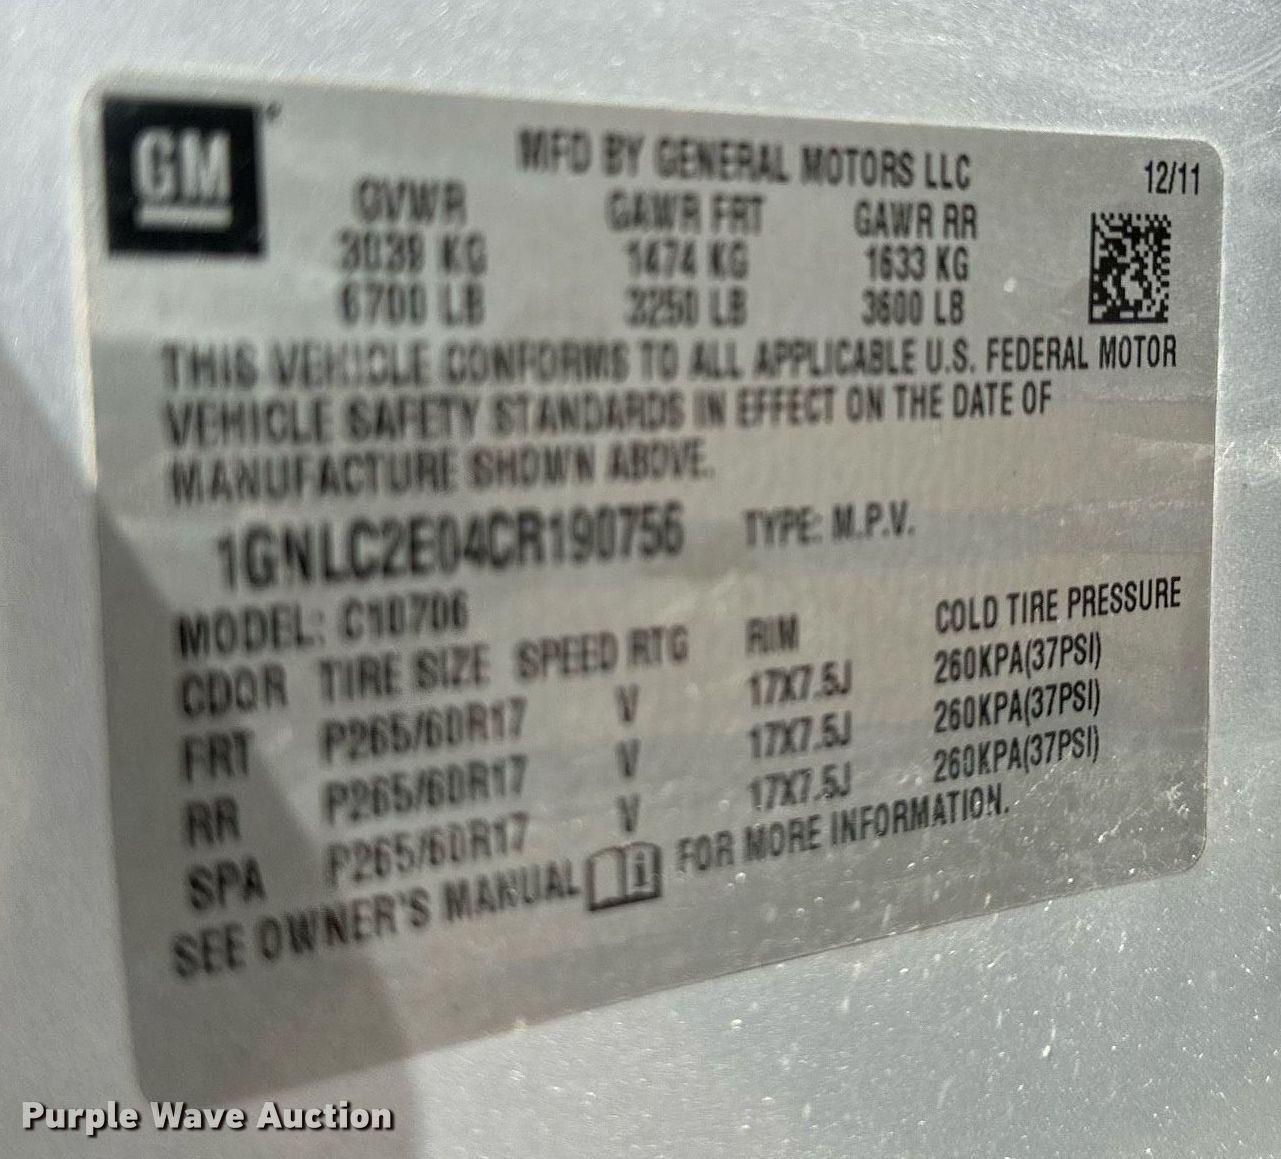 GM
MFD BY GENERAL MOTORS LLC
12/11
GVWR GAWR FRT GAWR RR
3039 KG 1474 KG 1633 KG
6700 LB 3250 LB 3600 LB
THIS VEHICLE CONFORMS TO ALL APPLICABLE U.S. FEDERAL MOTOR
VEHICLE SAFETY STANDARDS IN EFFECT ON THE DATE OF
MANUFACTURE SHOWN ABOVE.
1GNLC2E04CR190756 TYPE: M.P.V.
MODEL: C10706
CDOR TIRE SIZE SPEED RTG RIM COLD TIRE PRESSURE
FRT P265/60R17 V 17X7.5J 260KPA(37PSI)
RR P265/60R17 V 17X7.5J 260KPA(37PSI)
SPA P265/60R17 V 17X7.5J 260KPA(37PSI)
SEE OWNER'S MANUAL FOR MORE INFORMATION.
Purple Wave Auction